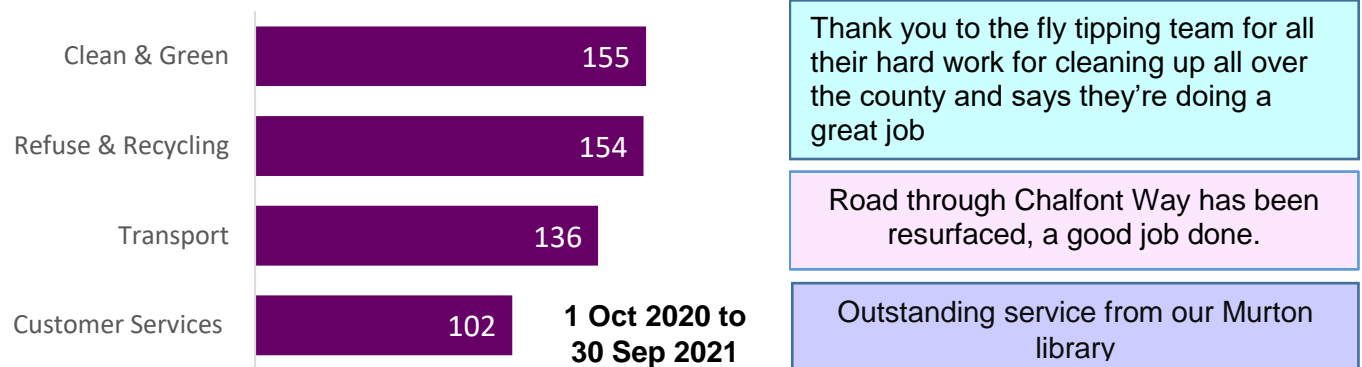 Clean & Green
155
Refuse & Recycling
154
Transport
136
Customer Services
102
1 Oct 2020 to
30 Sep 2021
Thank you to the fly tipping team for all
their hard work for cleaning up all over
the county and says they’re doing a
great job
Road through Chalfont Way has been
resurfaced, a good job done.
Outstanding service from our Murton
library